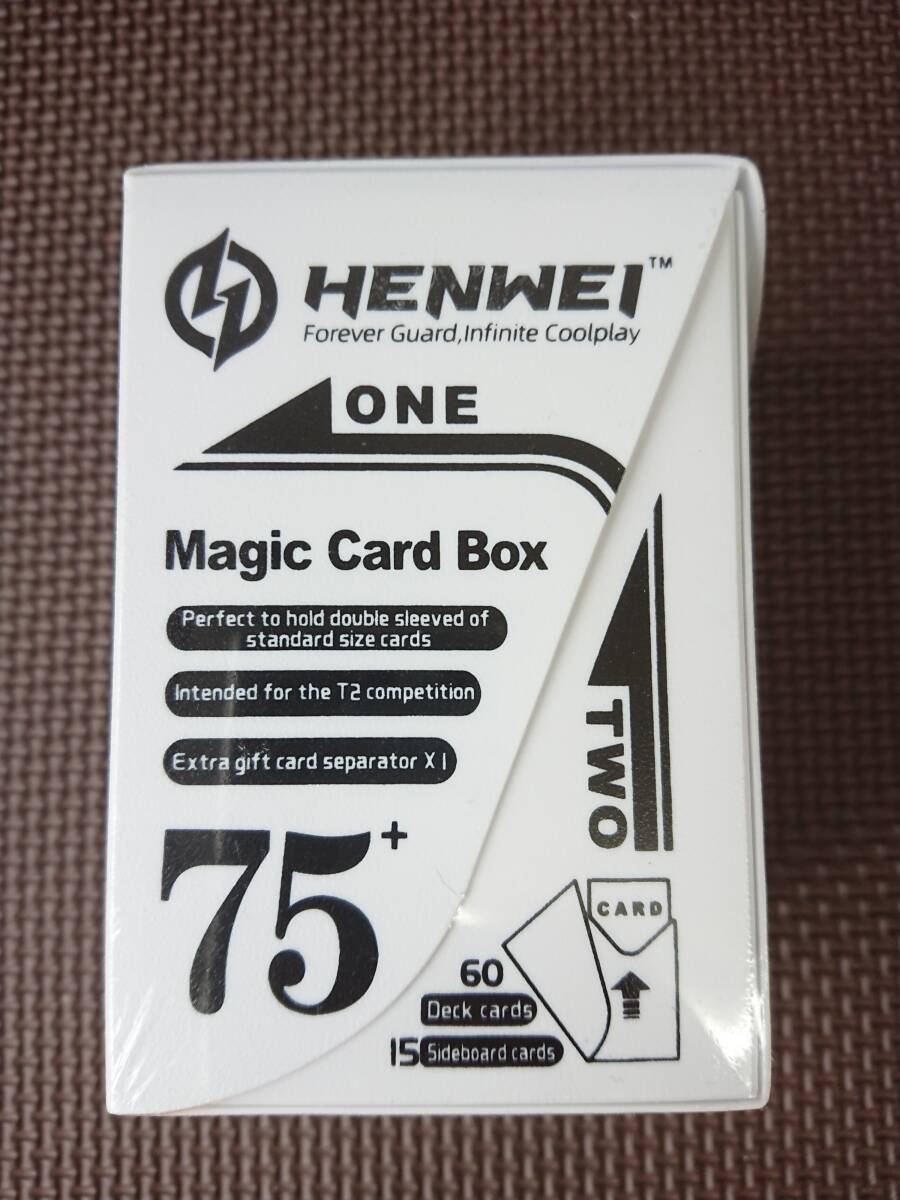 HENWEI™
Forever Guard,Infinite Coolplay
ONE
Magic Card Box
Perfect to hold double sleeved of
standard size cards
Intended for the T2 competition
Extra gift card separator X 1
75+
TWO
CARD
60
Deck cards
15 Sideboard cards